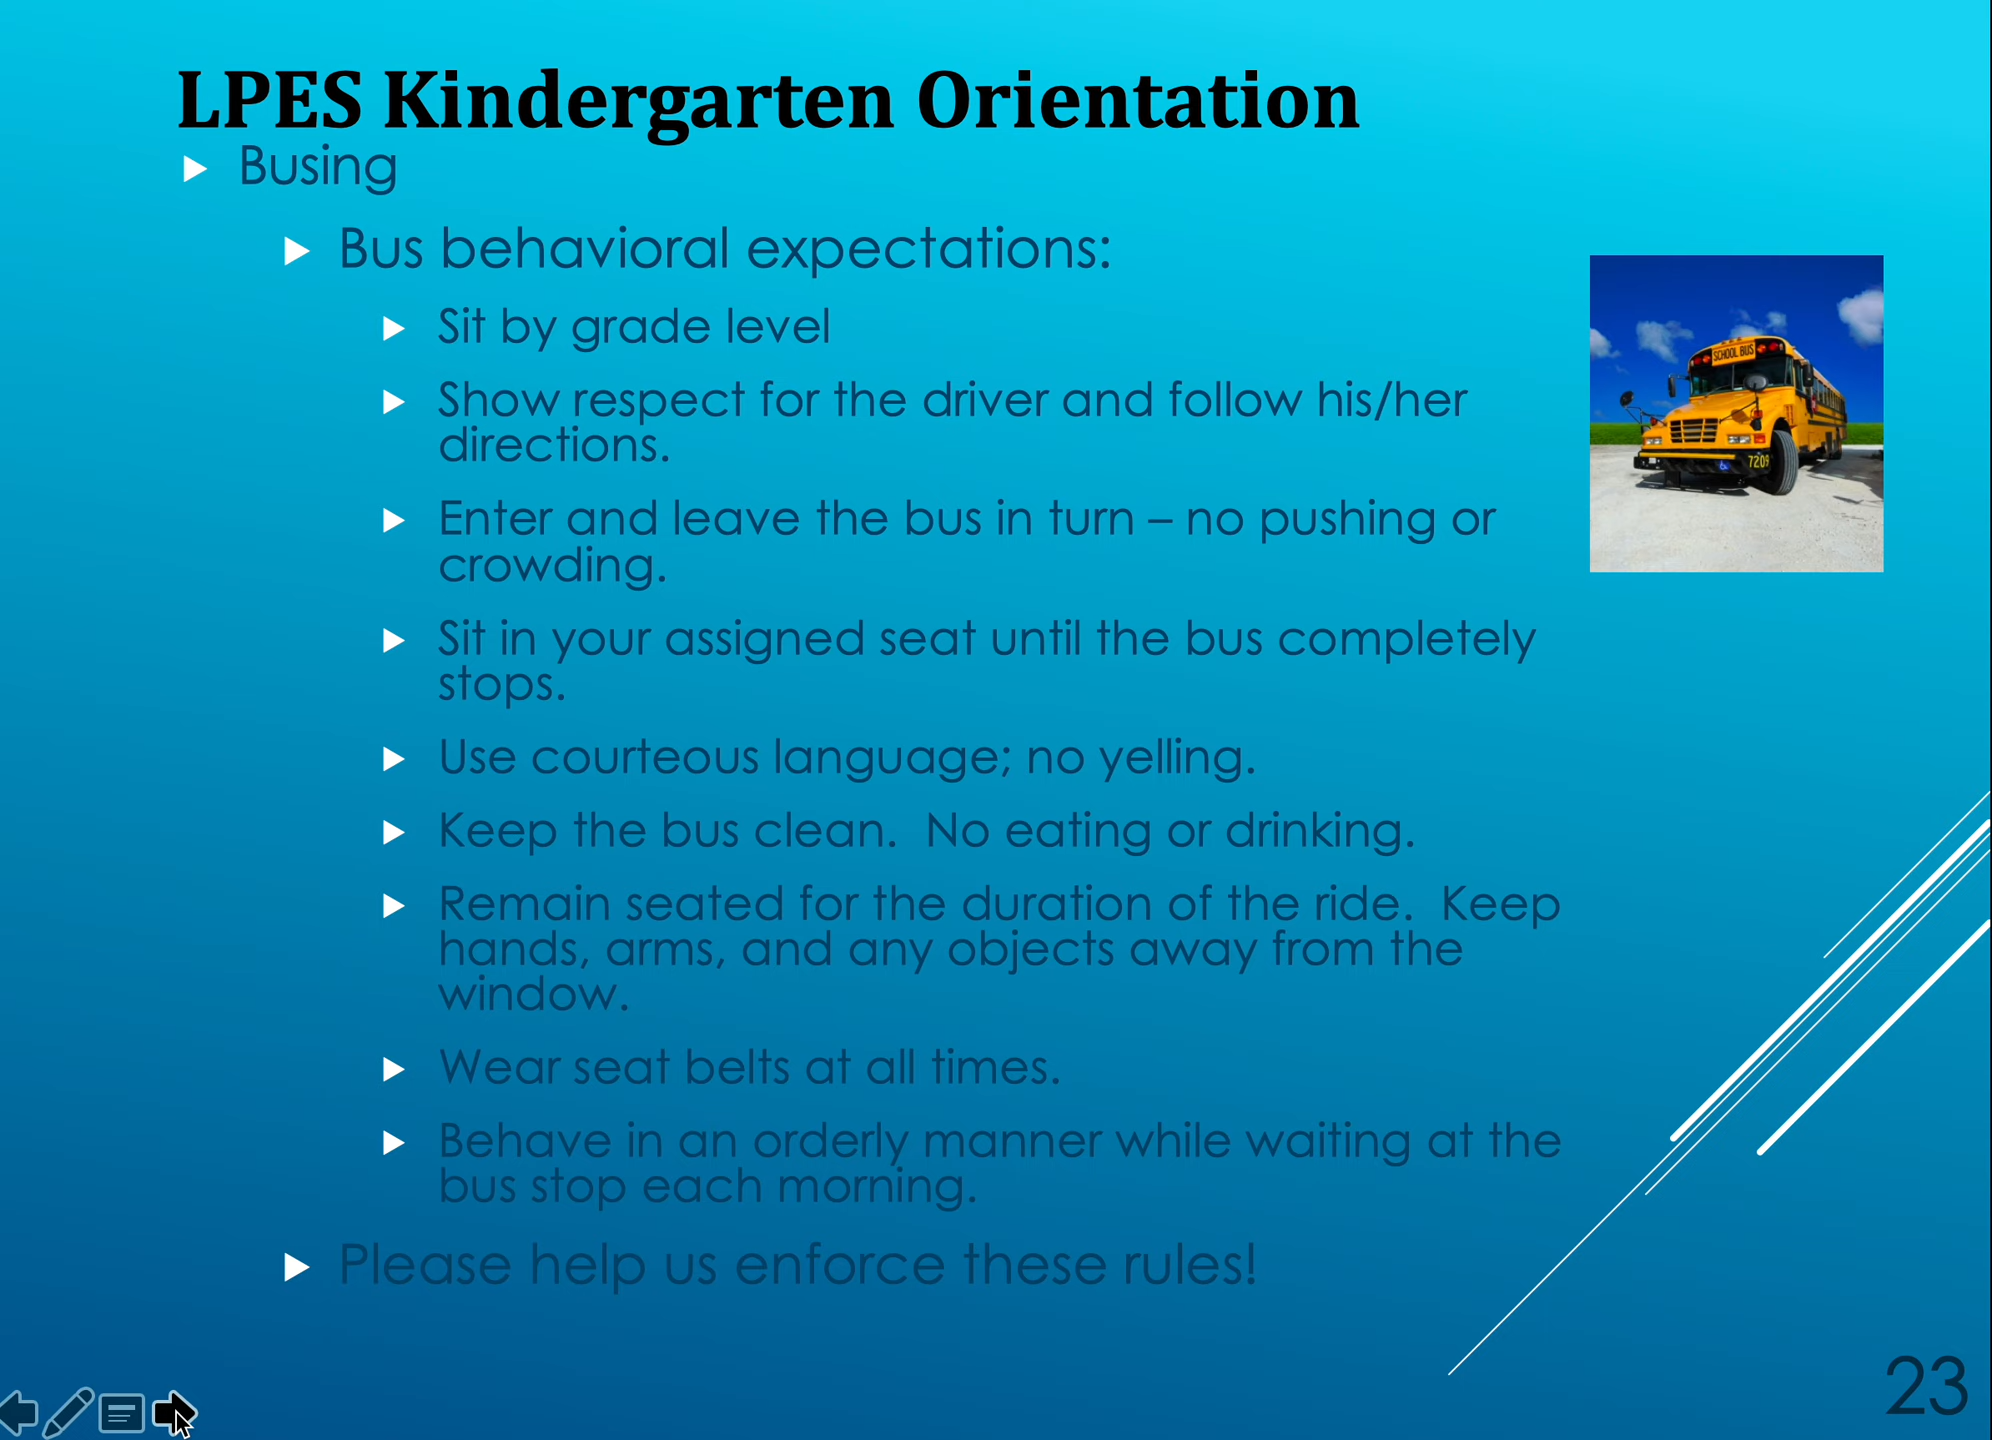 LPES Kindergarten Orientation
Busing
Bus behavioral expectations:
Sit by grade level
Show respect for the driver and follow his/her
directions.
Enter and leave the bus in turn – no pushing or
crowding.
Sit in your assigned seat until the bus completely
stops.
Use courteous language; no yelling.
Keep the bus clean.  No eating or drinking.
Remain seated for the duration of the ride.  Keep
hands, arms, and any objects away from the
window.
Wear seat belts at all times.
Behave in an orderly manner while waiting at the
bus stop each morning.
Please help us enforce these rules!
SCHOOL BUS
7209
23